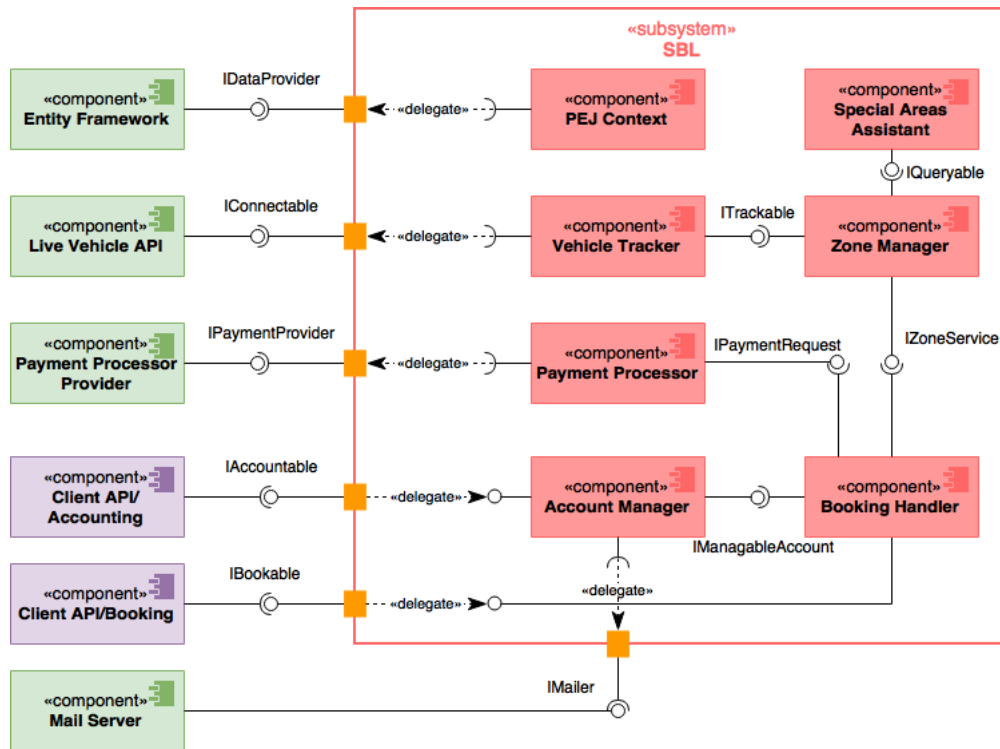 «subsystem»
SBL
«component»
Entity Framework
IDataProvider
«delegate»
«component»
PEJ Context
«component»
Special Areas
Assistant
IQueryable
«component»
Live Vehicle API
IConnectable
«delegate»
«component»
Vehicle Tracker
ITrackable
«component»
Zone Manager
«component»
Payment Processor
Provider
IPaymentProvider
«delegate»
«component»
Payment Processor
IPaymentRequest
IZoneService
«component»
Client API/
Accounting
IAccountable
«delegate»
«component»
Account Manager
IManagableAccount
«component»
Booking Handler
«component»
Client API/Booking
IBookable
«delegate»
«delegate»
«component»
Mail Server
IMailer